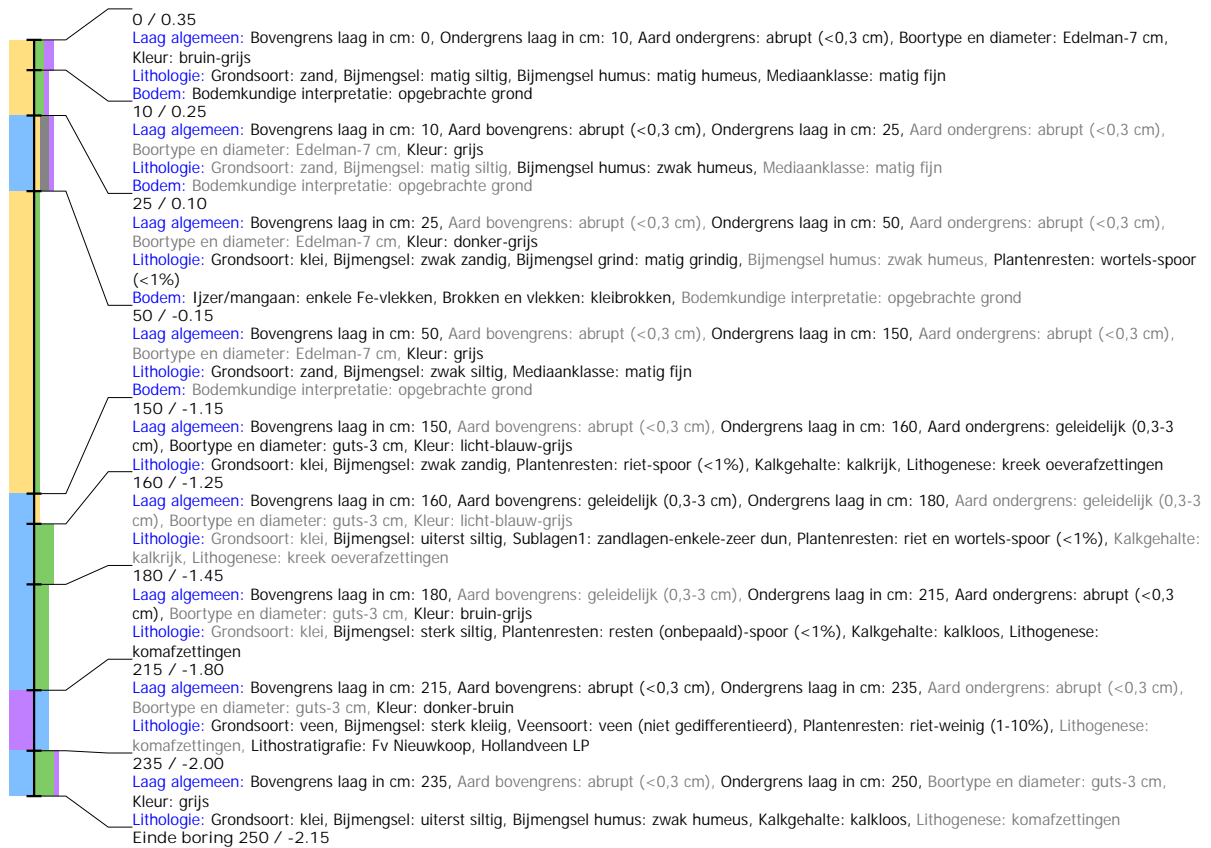 0 / 0.35
Laag algemeen: Bovengrens laag in cm: 0, Ondergrens laag in cm: 10, Aard ondergrens: abrupt (<0,3 cm), Boortype en diameter: Edelman-7 cm,
Kleur: bruin-grijs
Lithologie: Grondsoort: zand, Bijmengsel: matig siltig, Bijmengsel humus: matig humeus, Mediaanklasse: matig fijn
Bodem: Bodemkundige interpretatie: opgebrachte grond
10 / 0.25
Laag algemeen: Bovengrens laag in cm: 10, Aard bovengrens: abrupt (<0,3 cm), Ondergrens laag in cm: 25, Aard ondergrens: abrupt (<0,3 cm),
Boortype en diameter: Edelman-7 cm, Kleur: grijs
Lithologie: Grondsoort: zand, Bijmengsel: matig siltig, Bijmengsel humus: zwak humeus, Mediaanklasse: matig fijn
Bodem: Bodemkundige interpretatie: opgebrachte grond
25 / 0.10
Laag algemeen: Bovengrens laag in cm: 25, Aard bovengrens: abrupt (<0,3 cm), Ondergrens laag in cm: 50, Aard ondergrens: abrupt (<0,3 cm),
Boortype en diameter: Edelman-7 cm, Kleur: donker-grijs
Lithologie: Grondsoort: klei, Bijmengsel: zwak zandig, Bijmengsel grind: matig grindig, Bijmengsel humus: zwak humeus, Plantenresten: wortels-spoor
(<1%)
Bodem: Ijzer/mangaan: enkele Fe-vlekken, Brokken en vlekken: kleibrokken, Bodemkundige interpretatie: opgebrachte grond
50 / -0.15
Laag algemeen: Bovengrens laag in cm: 50, Aard bovengrens: abrupt (<0,3 cm), Ondergrens laag in cm: 150, Aard ondergrens: abrupt (<0,3 cm),
Boortype en diameter: Edelman-7 cm, Kleur: grijs
Lithologie: Grondsoort: zand, Bijmengsel: zwak siltig, Mediaanklasse: matig fijn
Bodem: Bodemkundige interpretatie: opgebrachte grond
150 / -1.15
Laag algemeen: Bovengrens laag in cm: 150, Aard bovengrens: abrupt (<0,3 cm), Ondergrens laag in cm: 160, Aard ondergrens: geleidelijk (0,3-3
cm), Boortype en diameter: guts-3 cm, Kleur: licht-blauw-grijs
Lithologie: Grondsoort: klei, Bijmengsel: zwak zandig, Plantenresten: riet-spoor (<1%), Kalkgehalte: kalkrijk, Lithogenese: kreek oeverafzettingen
160 / -1.25
Laag algemeen: Bovengrens laag in cm: 160, Aard bovengrens: geleidelijk (0,3-3 cm), Ondergrens laag in cm: 180, Aard ondergrens: geleidelijk (0,3-3
cm), Boortype en diameter: guts-3 cm, Kleur: licht-blauw-grijs
Lithologie: Grondsoort: klei, Bijmengsel: uiterst siltig, Sublagen1: zandlagen-enkele-zeer dun, Plantenresten: riet en wortels-spoor (<1%), Kalkgehalte:
kalkrijk, Lithogenese: kreek oeverafzettingen
180 / -1.45
Laag algemeen: Bovengrens laag in cm: 180, Aard bovengrens: geleidelijk (0,3-3 cm), Ondergrens laag in cm: 215, Aard ondergrens: abrupt (<0,3
cm), Boortype en diameter: guts-3 cm, Kleur: bruin-grijs
Lithologie: Grondsoort: klei, Bijmengsel: sterk siltig, Plantenresten: resten (onbepaald)-spoor (<1%), Kalkgehalte: kalkloos, Lithogenese:
komafzettingen
215 / -1.80
Laag algemeen: Bovengrens laag in cm: 215, Aard bovengrens: abrupt (<0,3 cm), Ondergrens laag in cm: 235, Aard ondergrens: abrupt (<0,3 cm),
Boortype en diameter: guts-3 cm, Kleur: donker-bruin
Lithologie: Grondsoort: veen, Bijmengsel: sterk kleiig, Veensoort: veen (niet gedifferentieerd), Plantenresten: riet-weinig (1-10%), Lithogenese:
komafzettingen, Lithostratigrafie: Fv Nieuwkoop, Hollandveen LP
235 / -2.00
Laag algemeen: Bovengrens laag in cm: 235, Aard bovengrens: abrupt (<0,3 cm), Ondergrens laag in cm: 250, Boortype en diameter: guts-3 cm,
Kleur: grijs
Lithologie: Grondsoort: klei, Bijmengsel: uiterst siltig, Bijmengsel humus: zwak humeus, Kalkgehalte: kalkloos, Lithogenese: komafzettingen
Einde boring 250 / -2.15